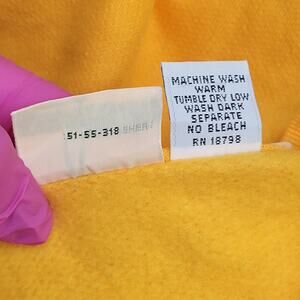 51-55-318
MACHINE WASH
WARM
TUMBLE DRY LOW
WASH DARK
SEPARATE
NO BLEACH
RN 18798